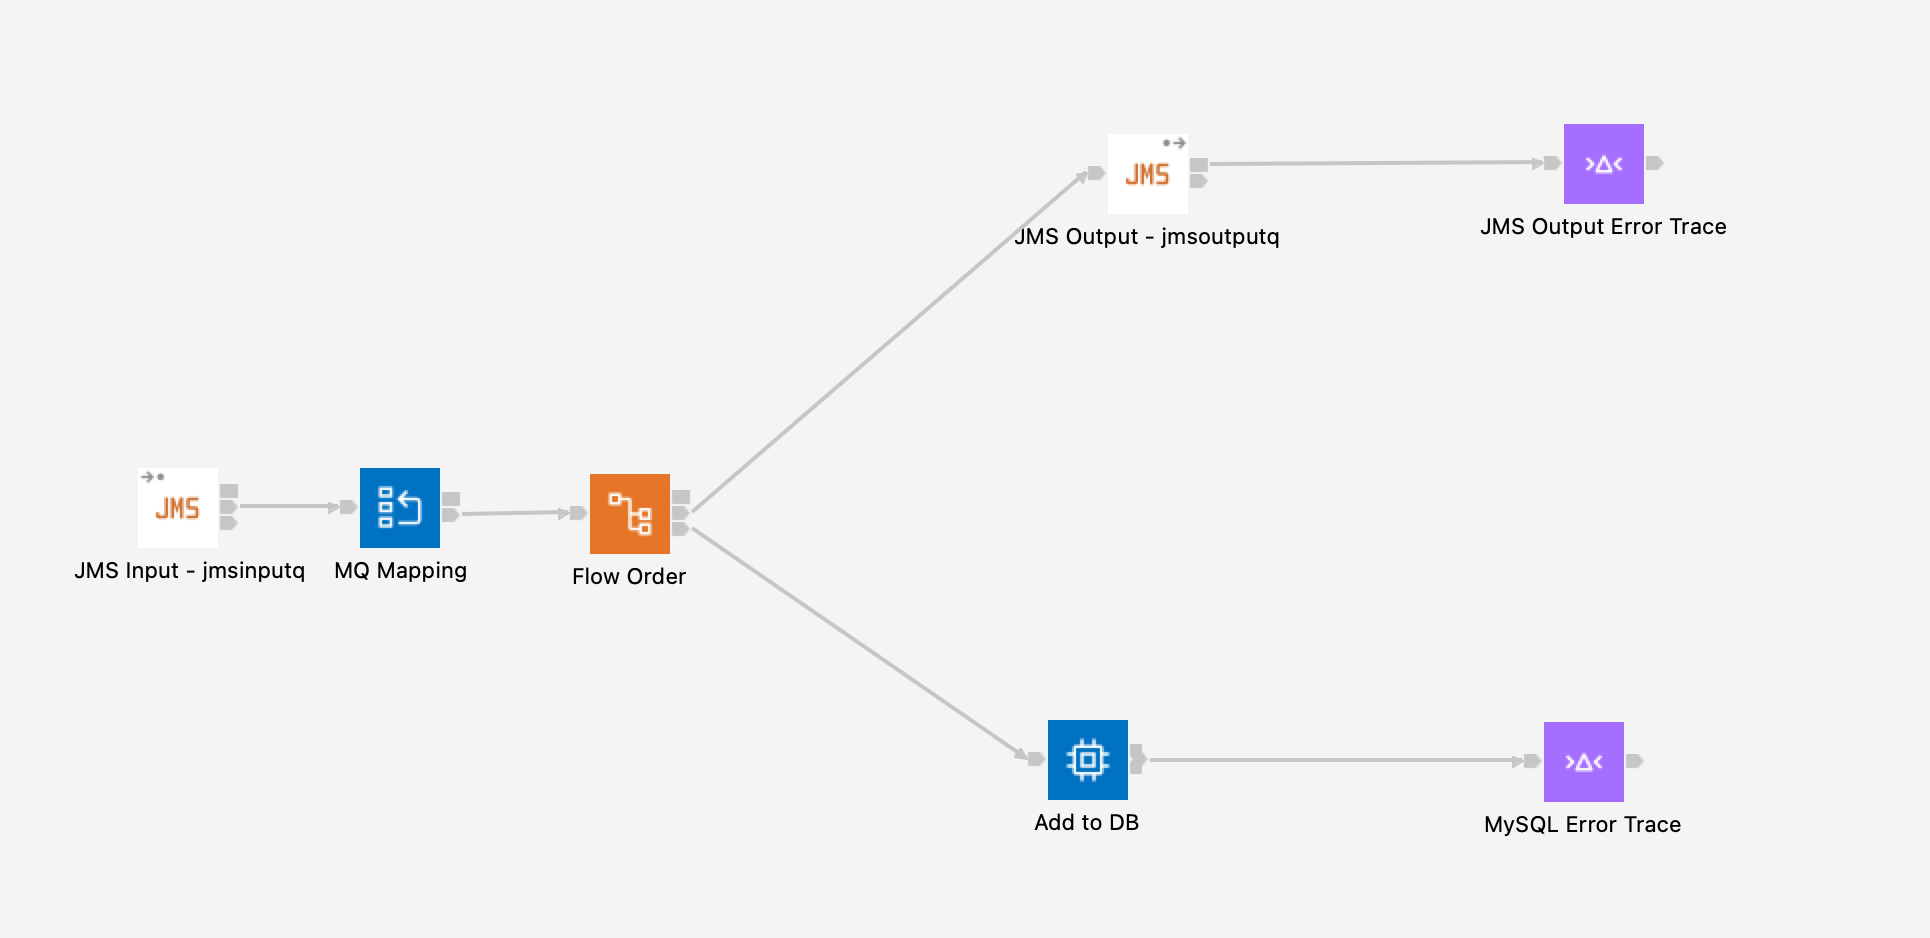 JMS
JMS Output - jmsoutputq
JMS Output Error Trace
JMS
JMS Input - jmsinputq
MQ Mapping
Flow Order
Add to DB
MySQL Error Trace